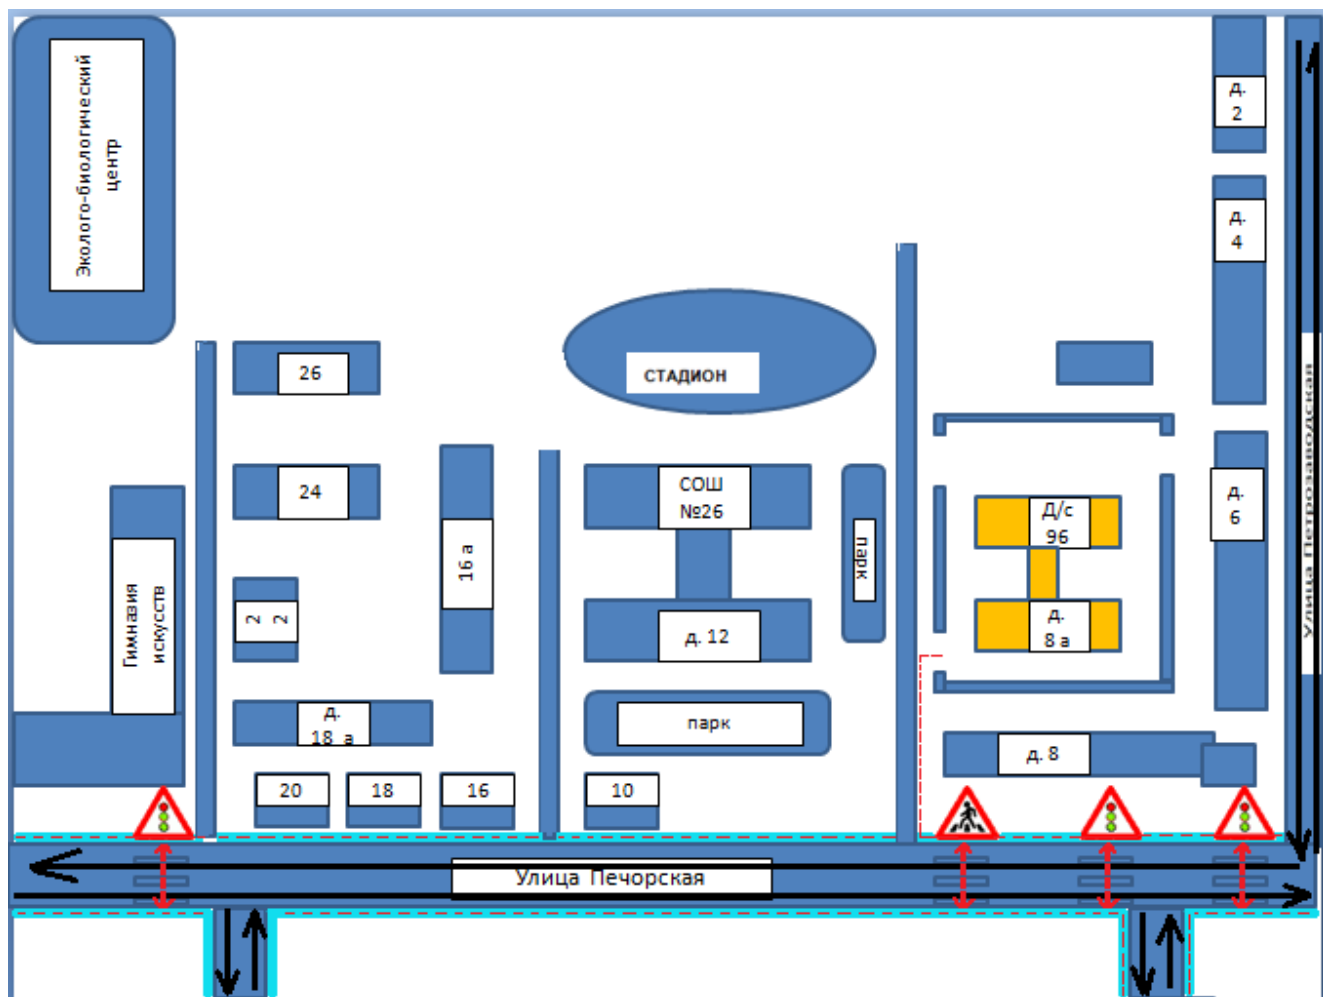 Эколого-биологический
центр
д.
2
д.
4
26
СТАДИОН
Улица Петрозаводская
24
16 а
СОШ
№26
парк
Д/с
96
д.
6
Гимназия
искусств
2 2
д. 12
д.
8 а
д.
18 а
парк
д. 8
20
18
16
10
Улица Печорская